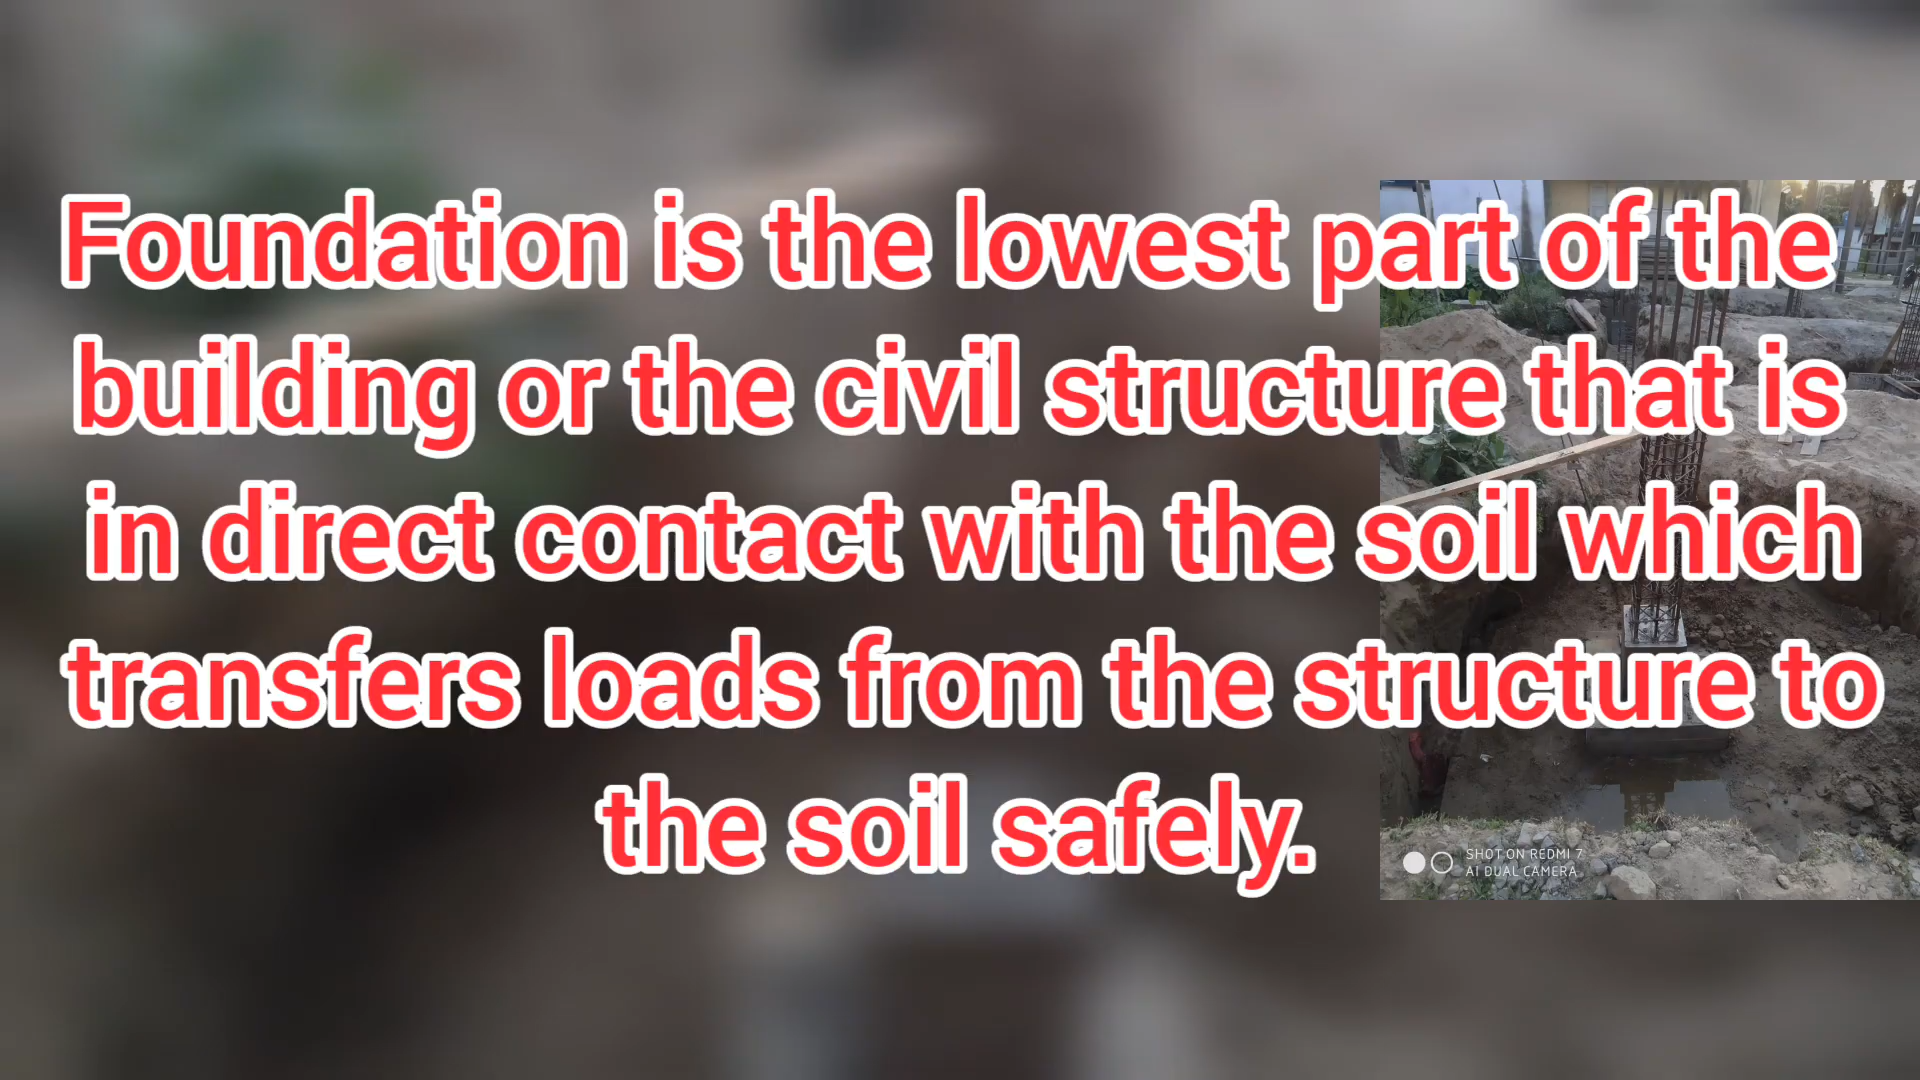 Foundation is the lowest part of the
building or the civil structure that is
in direct contact with the soil which
transfers loads from the structure to
the soil safely.
SHOT ON REDMI 7
AI DUAL CAMERA